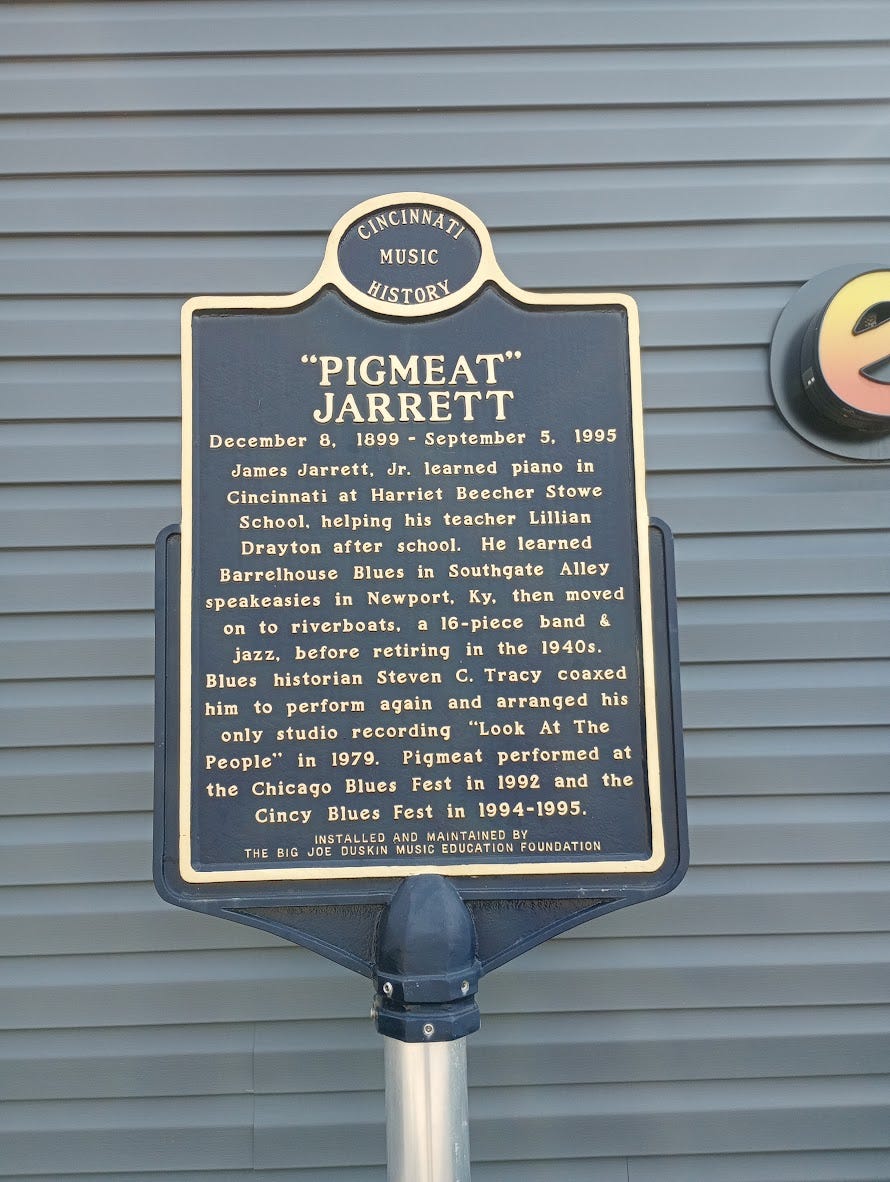 CINCINNATI
MUSIC
HISTORY
“PIGMEAT”
JARRETT
December 8, 1899 - September 5, 1995
James Jarrett, Jr. learned piano in
Cincinnati at Harriet Beecher Stowe
School, helping his teacher Lillian
Drayton after school. He learned
Barrelhouse Blues in Southgate Alley
speakeasies in Newport, Ky, then moved
on to riverboats, a 16-piece band &
jazz, before retiring in the 1940s.
Blues historian Steven C. Tracy coaxed
him to perform again and arranged his
only studio recording “Look At The
People” in 1979. Pigmeat performed at
the Chicago Blues Fest in 1992 and the
Cincy Blues Fest in 1994-1995.
INSTALLED AND MAINTAINED BY
THE BIG JOE DUSKIN MUSIC EDUCATION FOUNDATION
e